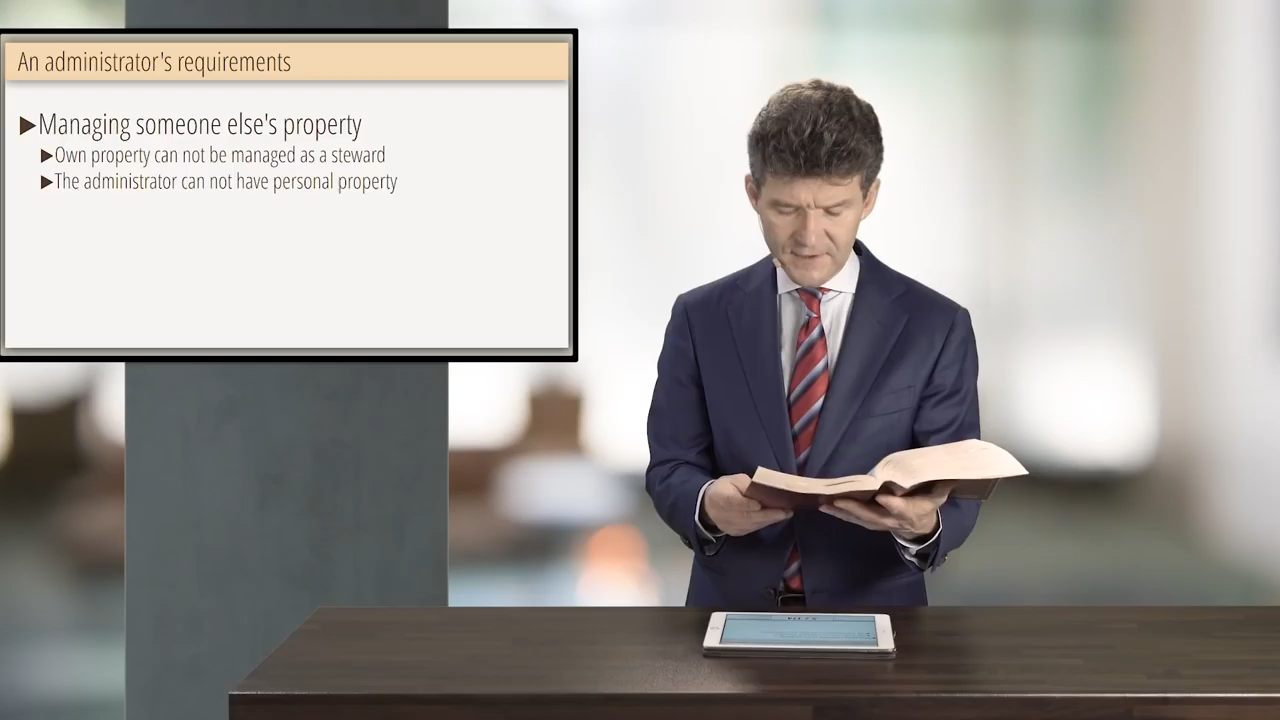 An administrator's requirements
▶Managing someone else's property
▶Own property can not be managed as a steward
▶The administrator can not have personal property